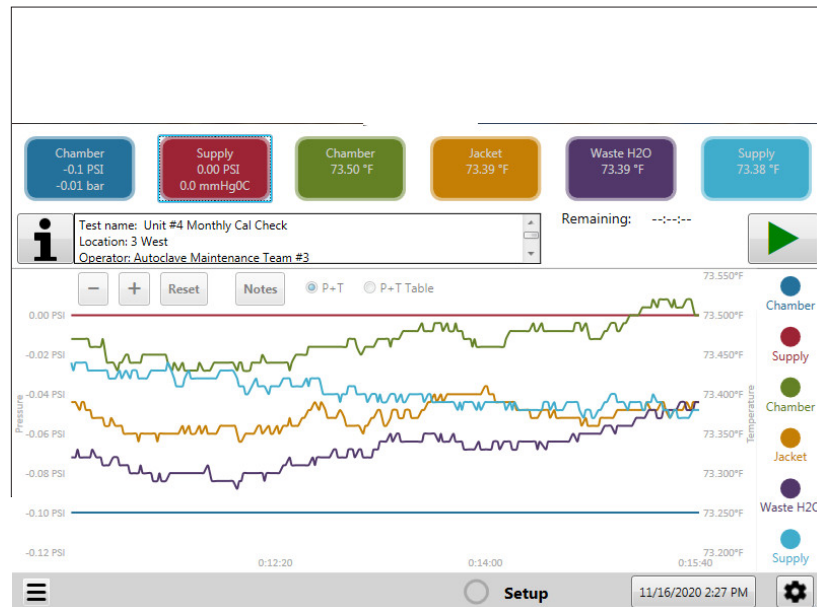 Chamber
-0.1 PSI
-0.01 bar
Supply
0.00 PSI
0.0 mmHg0C
Chamber
73.50 °F
Jacket
73.39 °F
Waste H2O
73.39 °F
Supply
73.38 °F
Test name: Unit #4 Monthly Cal Check
Location: 3 West
Operator: Autoclave Maintenance Team #3
Remaining: --:--:--
− + Reset Notes P+T P+T Table
Pressure
0.00 PSI
-0.02 PSI
-0.04 PSI
-0.06 PSI
-0.08 PSI
-0.10 PSI
-0.12 PSI
0:12:20 0:14:00 0:15:40
73.550°F
73.500°F
73.450°F
73.400°F
73.350°F
73.300°F
73.250°F
73.200°F
Temperature
Chamber
Supply
Chamber
Jacket
Waste H2O
Supply
Setup
11/16/2020 2:27 PM